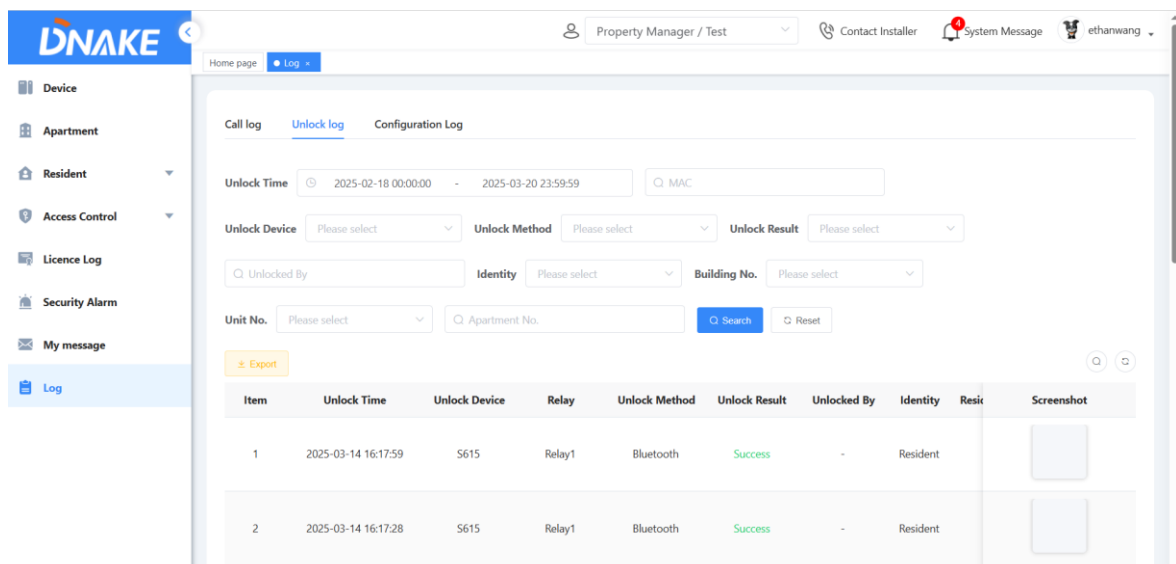 DNAKE
Property Manager / Test
Contact Installer
4
System Message
ethanwang
Home page
Log ×
Device
Apartment
Resident
Access Control
Licence Log
Security Alarm
My message
Log
Call log Unlock log Configuration Log
Unlock Time 2025-02-18 00:00:00 - 2025-03-20 23:59:59 MAC
Unlock Device Please select Unlock Method Please select Unlock Result Please select
Unlocked By Identity Please select Building No. Please select
Unit No. Please select Apartment No. Search Reset
Export
Item Unlock Time Unlock Device Relay Unlock Method Unlock Result Unlocked By Identity Screenshot
1 2025-03-14 16:17:59 S615 Relay1 Bluetooth Success - Resident
2 2025-03-14 16:17:28 S615 Relay1 Bluetooth Success - Resident